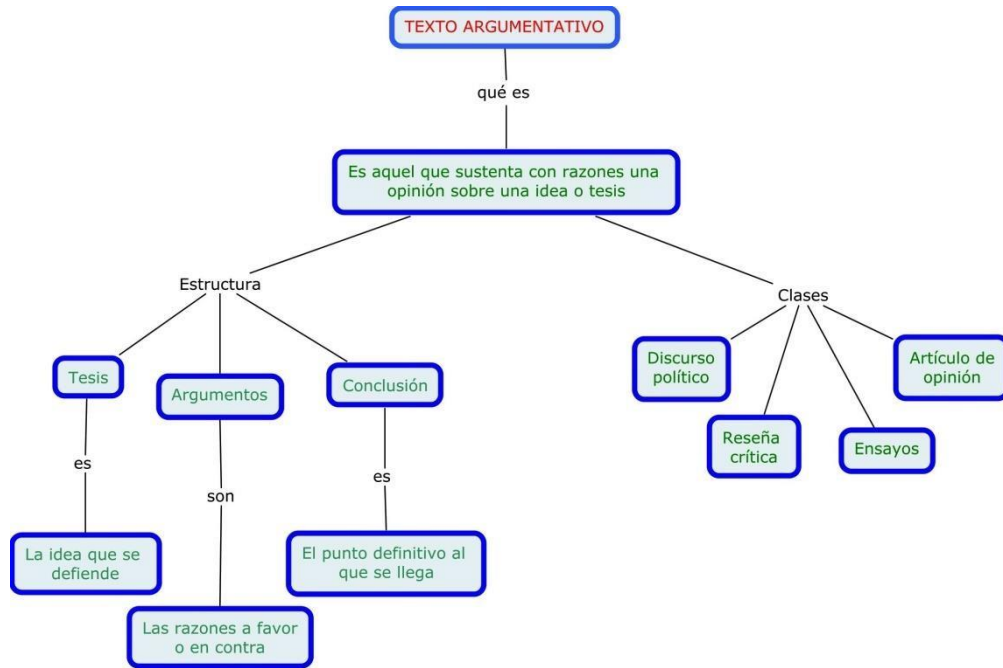 TEXTO ARGUMENTATIVO
qué es
Es aquel que sustenta con razones una
opinión sobre una idea o tesis
Estructura
Clases
Tesis
Argumentos
Conclusión
Discurso
político
Reseña
crítica
Ensayos
Artículo de
opinión
es
son
es
La idea que se
defiende
Las razones a favor
o en contra
El punto definitivo al
que se llega